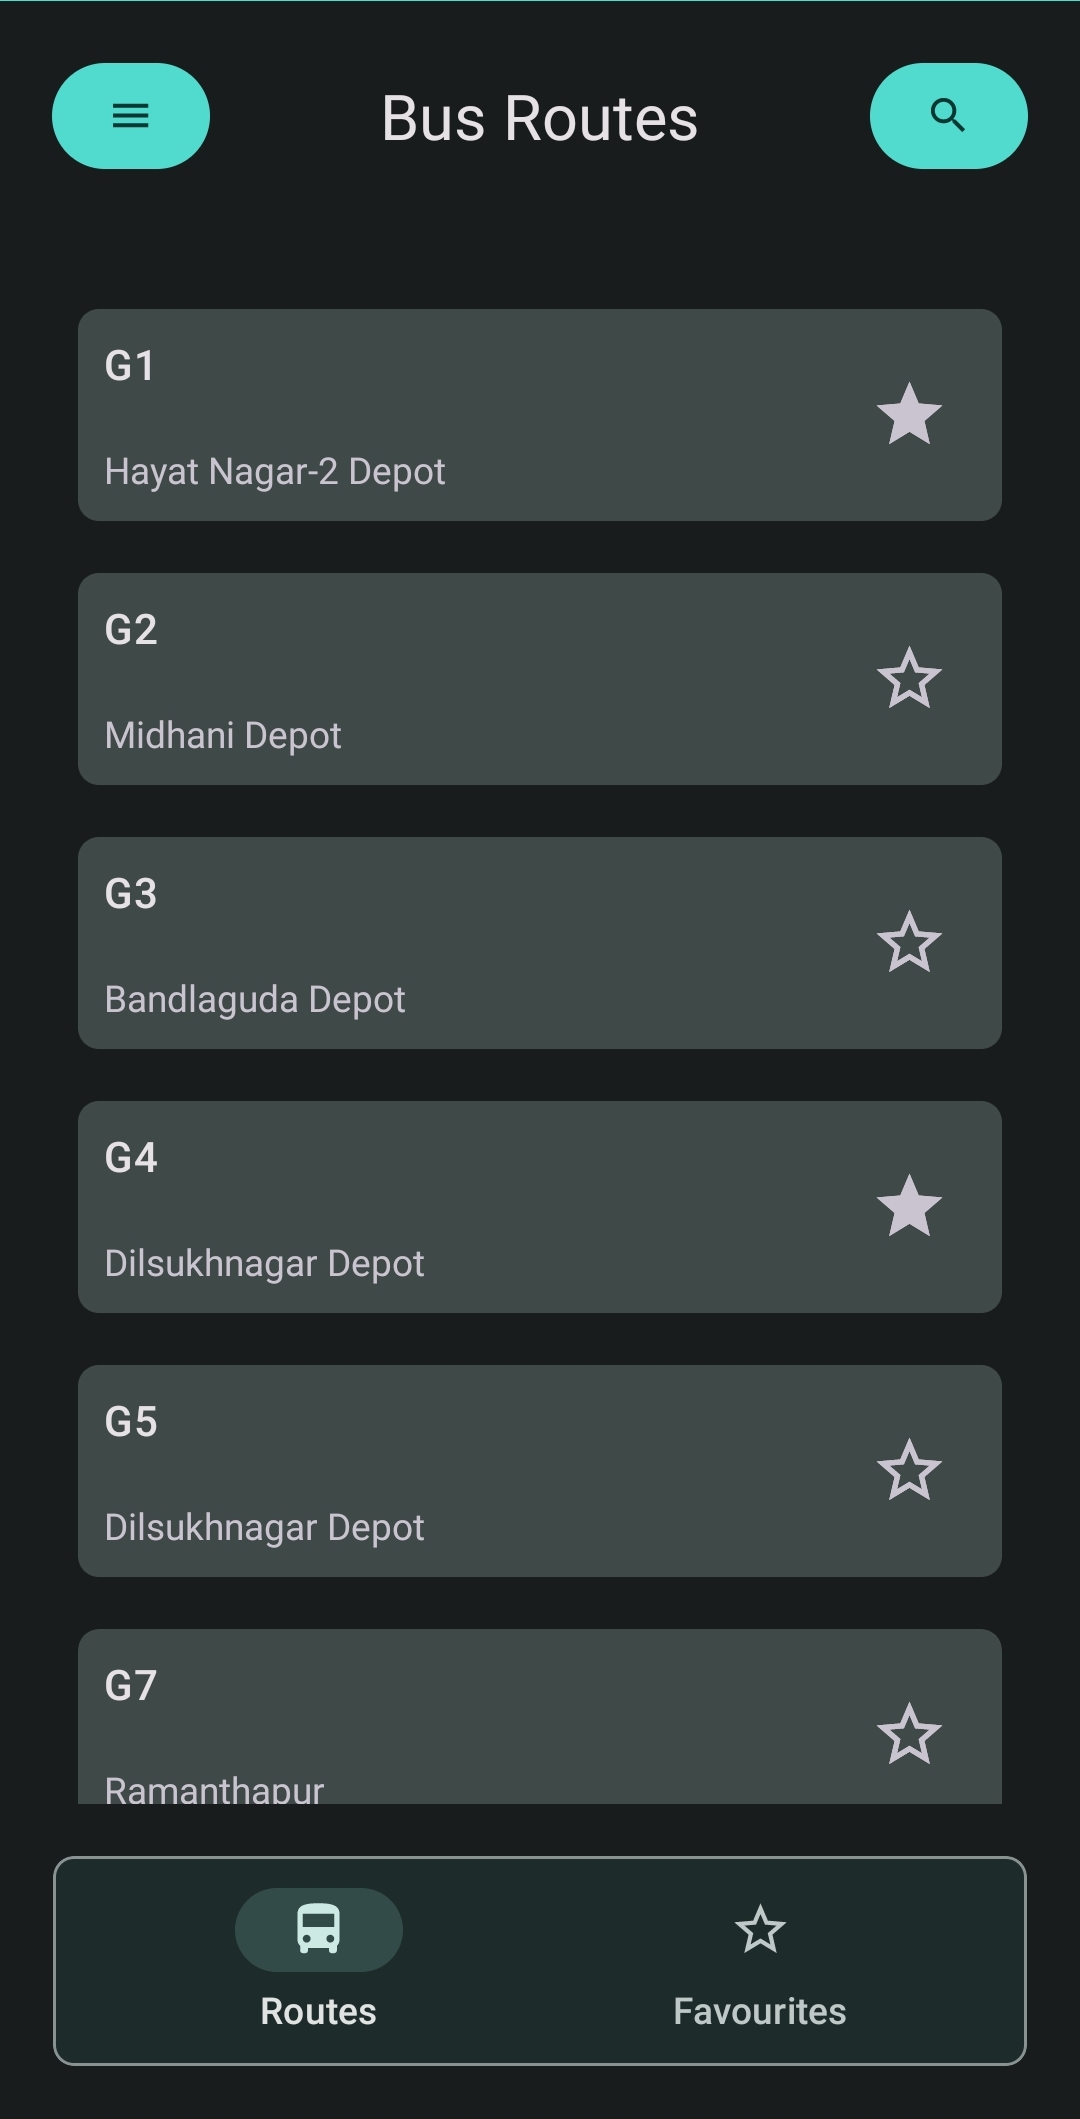 Bus Routes
G1
Hayat Nagar-2 Depot
G2
Midhani Depot
G3
Bandlaguda Depot
G4
Dilsukhnagar Depot
G5
Dilsukhnagar Depot
G7
Ramanthapur
Routes
Favourites